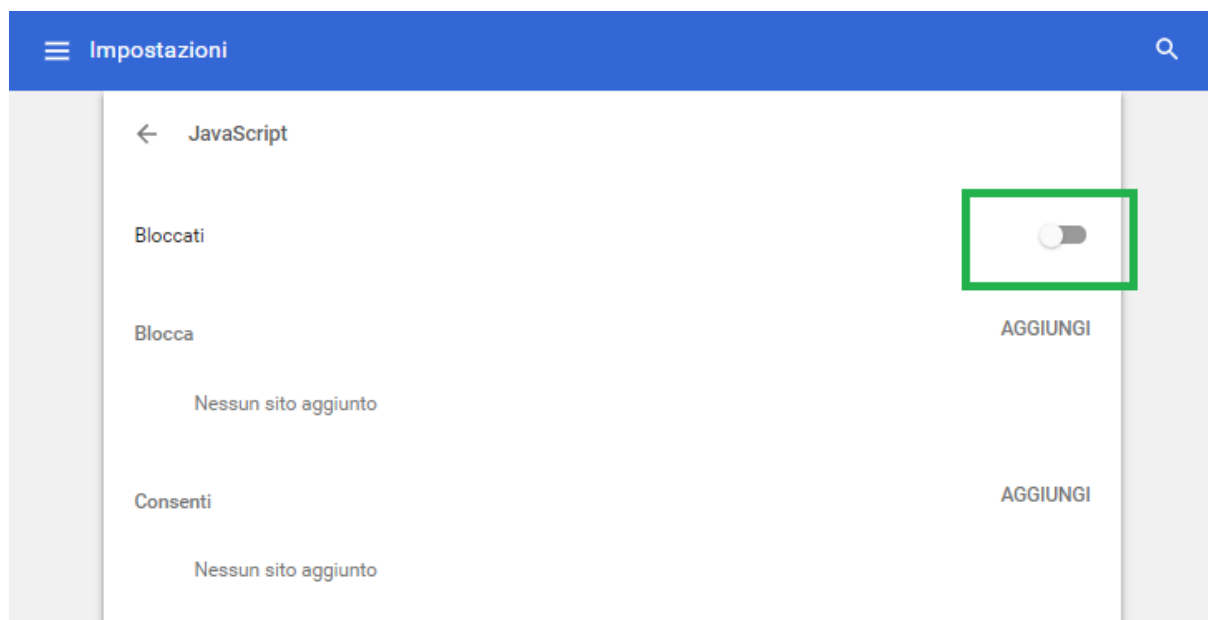 Impostazioni
JavaScript
Bloccati
Blocca
AGGIUNGI
Nessun sito aggiunto
Consenti
AGGIUNGI
Nessun sito aggiunto